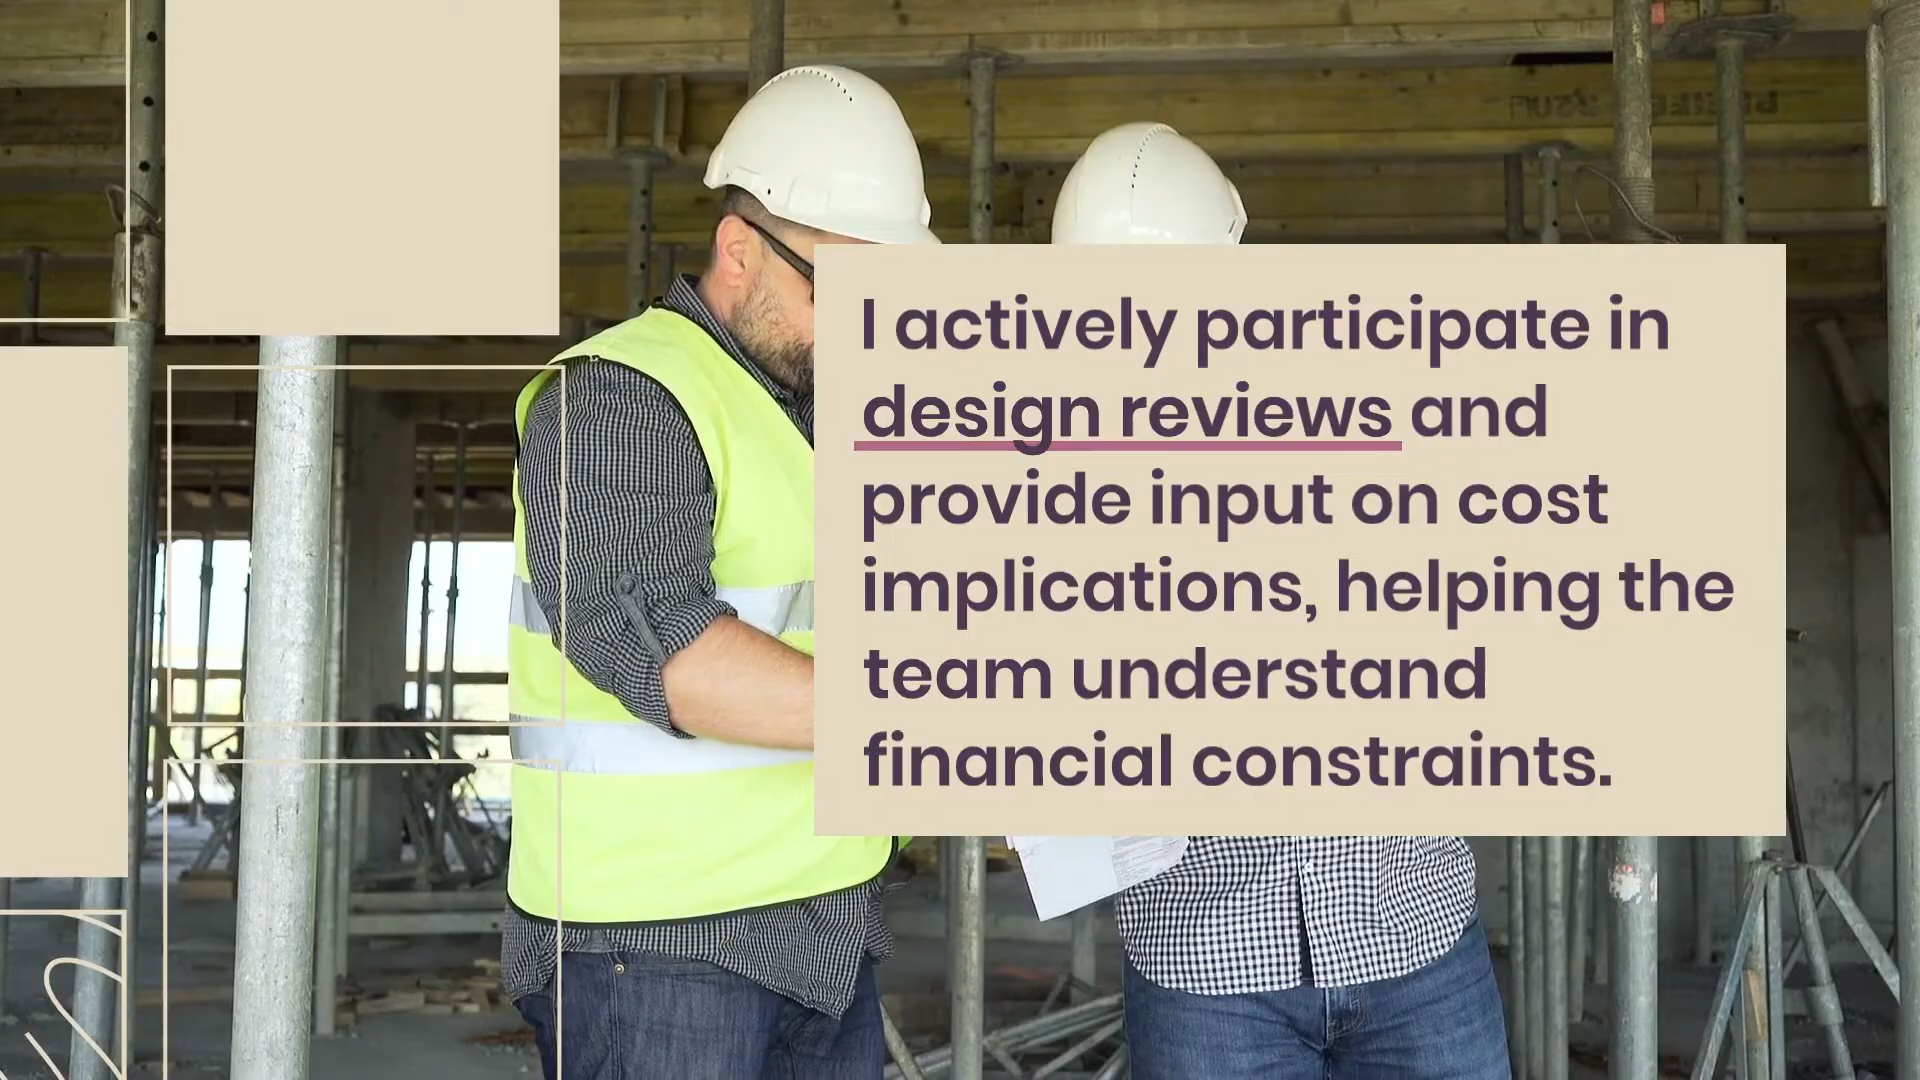 I actively participate in
design reviews and
provide input on cost
implications, helping the
team understand
financial constraints.